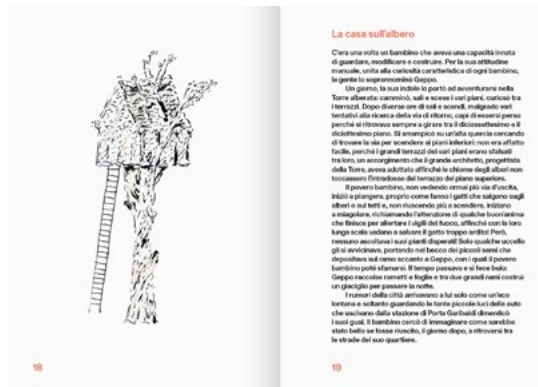 La casa sull'albero
C'era una volta un bambino che aveva una capacità innata
di guardare, modificare e costruire. Per la sua attitudine
manuale, unita alla curiosità caratteristica di ogni bambino,
la gente lo soprannominò Geppo.
Un giorno, la sua indole lo portò ad avventurarsi nella
Torre alberata: camminò, salì e scese i vari piani, curiosò tra
i terrazzi. Dopo diverse ore di sali e scendi, malgrado vari
tentativi alla ricerca della via di ritorno, capì di essersi perso
perché si ritrovava sempre a girare tra il diciassettesimo e il
diciottesimo piano. Si arrampicò su un'alta quercia cercando
di trovare la via per scendere ai piani inferiori: non era affatto
facile, perché i grandi terrazzi dei vari piani erano sfalsati
tra loro, un accorgimento che il grande architetto, progettista
della Torre, aveva adottato affinché le chiome degli alberi non
toccassero l'intradosso del terrazzo del piano superiore.
Il povero bambino, non vedendo ormai più via d'uscita,
iniziò a piangere, proprio come fanno i gatti che salgono sugli
alberi o sui tetti e, non riuscendo più a scendere, iniziano
a miagolare, richiamando l'attenzione di qualche buon'anima
che finisce per allertare i vigili del fuoco, affinché con la loro
lunga scala vadano a salvare il gatto troppo ardito! Però,
nessuno ascoltava i suoi pianti disperati! Solo qualche uccello
gli si avvicinava, portando nel becco dei piccoli semi che
depositava sul ramo accanto a Geppo, con i quali il povero
bambino poté sfamarsi. Il tempo passava e si fece buio:
Geppo raccolse rametti e foglie e tra due grandi rami costruì
un giaciglio per passare la notte.
I rumori della città arrivavano a lui solo come un'eco
lontana e soltanto guardando le tante piccole luci delle auto
che uscivano dalla stazione di Porta Garibaldi dimenticò
i suoi guai. Il bambino cercò di immaginare come sarebbe
stato bello se fosse riuscito, il giorno dopo, a ritrovarsi tra
le strade del suo quartiere.
18
19